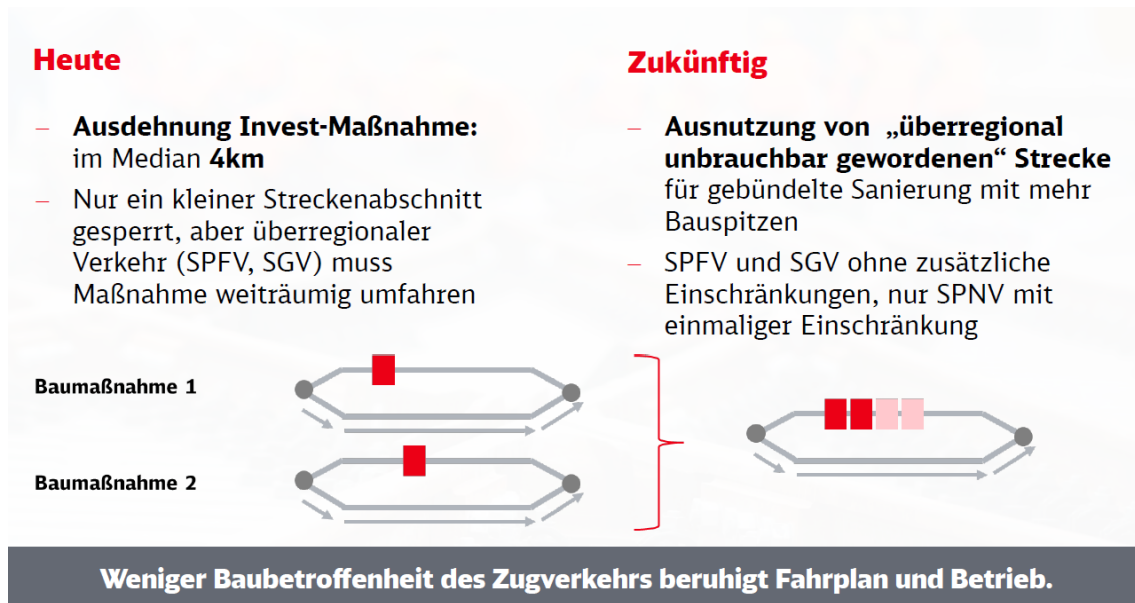 Heute
– Ausdehnung Invest-Maßnahme:
im Median 4km
– Nur ein kleiner Streckenabschnitt
gesperrt, aber überregionaler
Verkehr (SPFV, SGV) muss
Maßnahme weiträumig umfahren
Zukünftig
– Ausnutzung von „überregional
unbrauchbar gewordenen“ Strecke
für gebündelte Sanierung mit mehr
Bauspitzen
– SPFV und SGV ohne zusätzliche
Einschränkungen, nur SPNV mit
einmaliger Einschränkung
Baumaßnahme 1
Baumaßnahme 2
Weniger Baubetroffenheit des Zugverkehrs beruhigt Fahrplan und Betrieb.